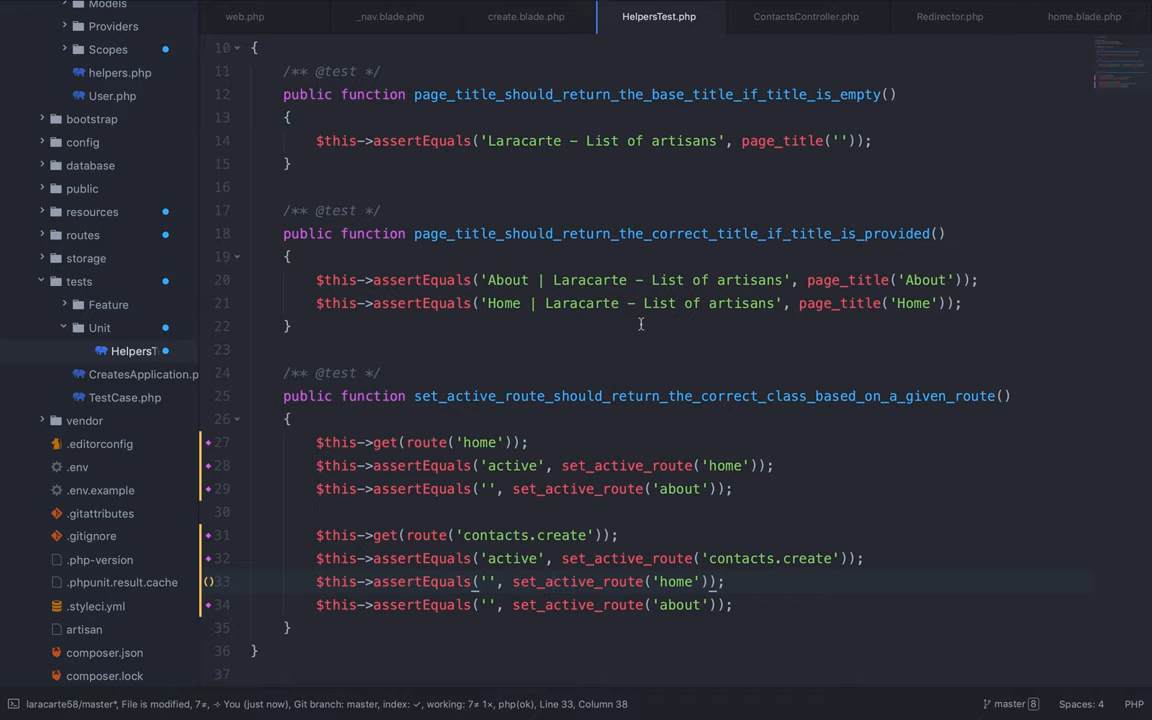 web.php
_nav.blade.php
create.blade.php
HelpersTest.php
ContactsController.php
Redirector.php
home.blade.php
Models
Providers
Scopes
helpers.php
User.php
bootstrap
config
database
public
resources
routes
storage
tests
Feature
Unit
HelpersT
CreatesApplication.p
TestCase.php
vendor
.editorconfig
.env
.env.example
.gitattributes
.gitignore
.php-version
.phpunit.result.cache
.styleci.yml
artisan
composer.json
composer.lock
10 {
11 /** @test */
12 public function page_title_should_return_the_base_title_if_title_is_empty()
13 {
14 $this->assertEquals('Laracarte - List of artisans', page_title(''));
15 }
16
17 /** @test */
18 public function page_title_should_return_the_correct_title_if_title_is_provided()
19 {
20 $this->assertEquals('About | Laracarte - List of artisans', page_title('About'));
21 $this->assertEquals('Home | Laracarte - List of artisans', page_title('Home'));
22 }
23
24 /** @test */
25 public function set_active_route_should_return_the_correct_class_based_on_a_given_route()
26 {
27 $this->get(route('home'));
28 $this->assertEquals('active', set_active_route('home'));
29 $this->assertEquals('', set_active_route('about'));
30
31 $this->get(route('contacts.create'));
32 $this->assertEquals('active', set_active_route('contacts.create'));
33 $this->assertEquals('', set_active_route('home'));
34 $this->assertEquals('', set_active_route('about'));
35 }
36 }
37
laracarte58/master*, File is modified, 7≠, -> You (just now), Git branch: master, index: ✓, working: 7≠ 1×, php(ok), Line 33, Column 38
master 8
Spaces: 4
PHP